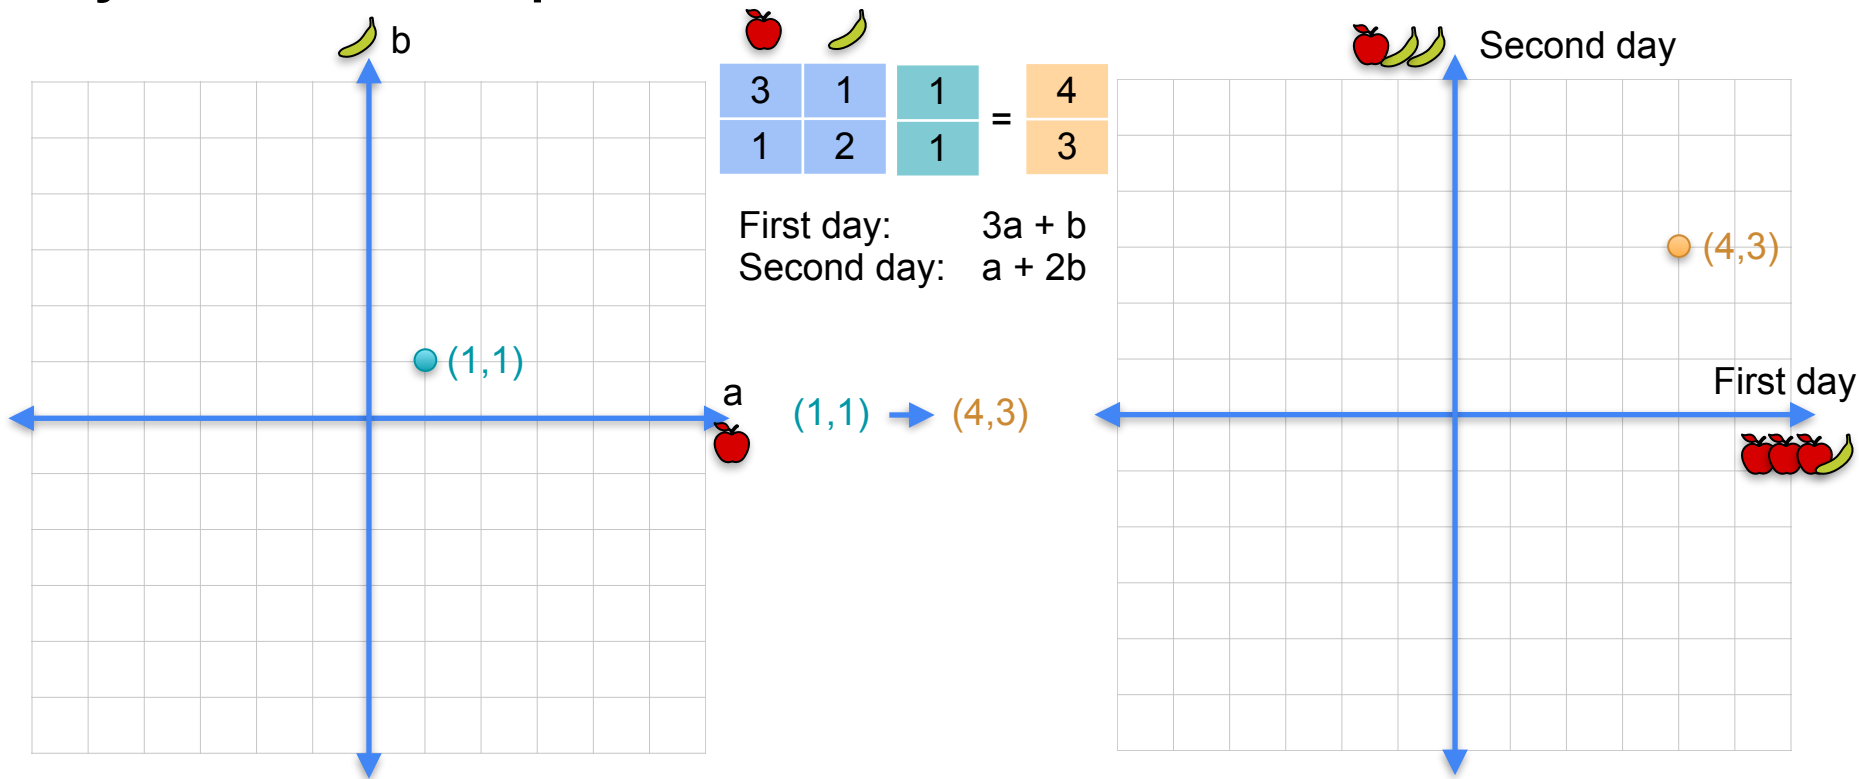 b
3 1 1 = 4
1 2 1 3
First day: 3a + b
Second day: a + 2b
(1,1)
a
(1,1) (4,3)
Second day
(4,3)
First day